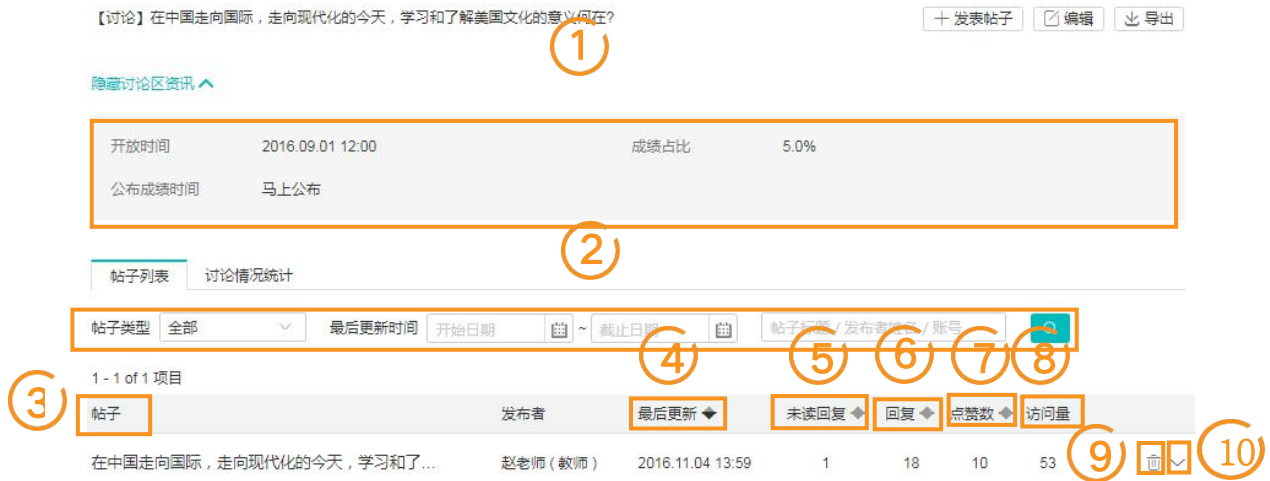 【讨论】在中国走向国际，走向现代化的今天，学习和了解美国文化的意义何在？ 发表帖子 编辑 导出
①
隐藏讨论区资讯
开放时间 2016.09.01 12:00 成绩占比 5.0%
公布成绩时间 马上公布
②
帖子列表 讨论情况统计
帖子类型 全部 最后更新时间 开始日期 ~ 截止日期 帖子标题 / 发布者姓名 / 账号
④ ⑤ ⑥ ⑦ ⑧
1 - 1 of 1 项目
③
帖子 发布者 最后更新 未读回复 回复 点赞数 访问量
在中国走向国际，走向现代化的今天，学习和了... 赵老师 ( 教师 ) 2016.11.04 13:59 1 18 10 53 ⑨ ⑩